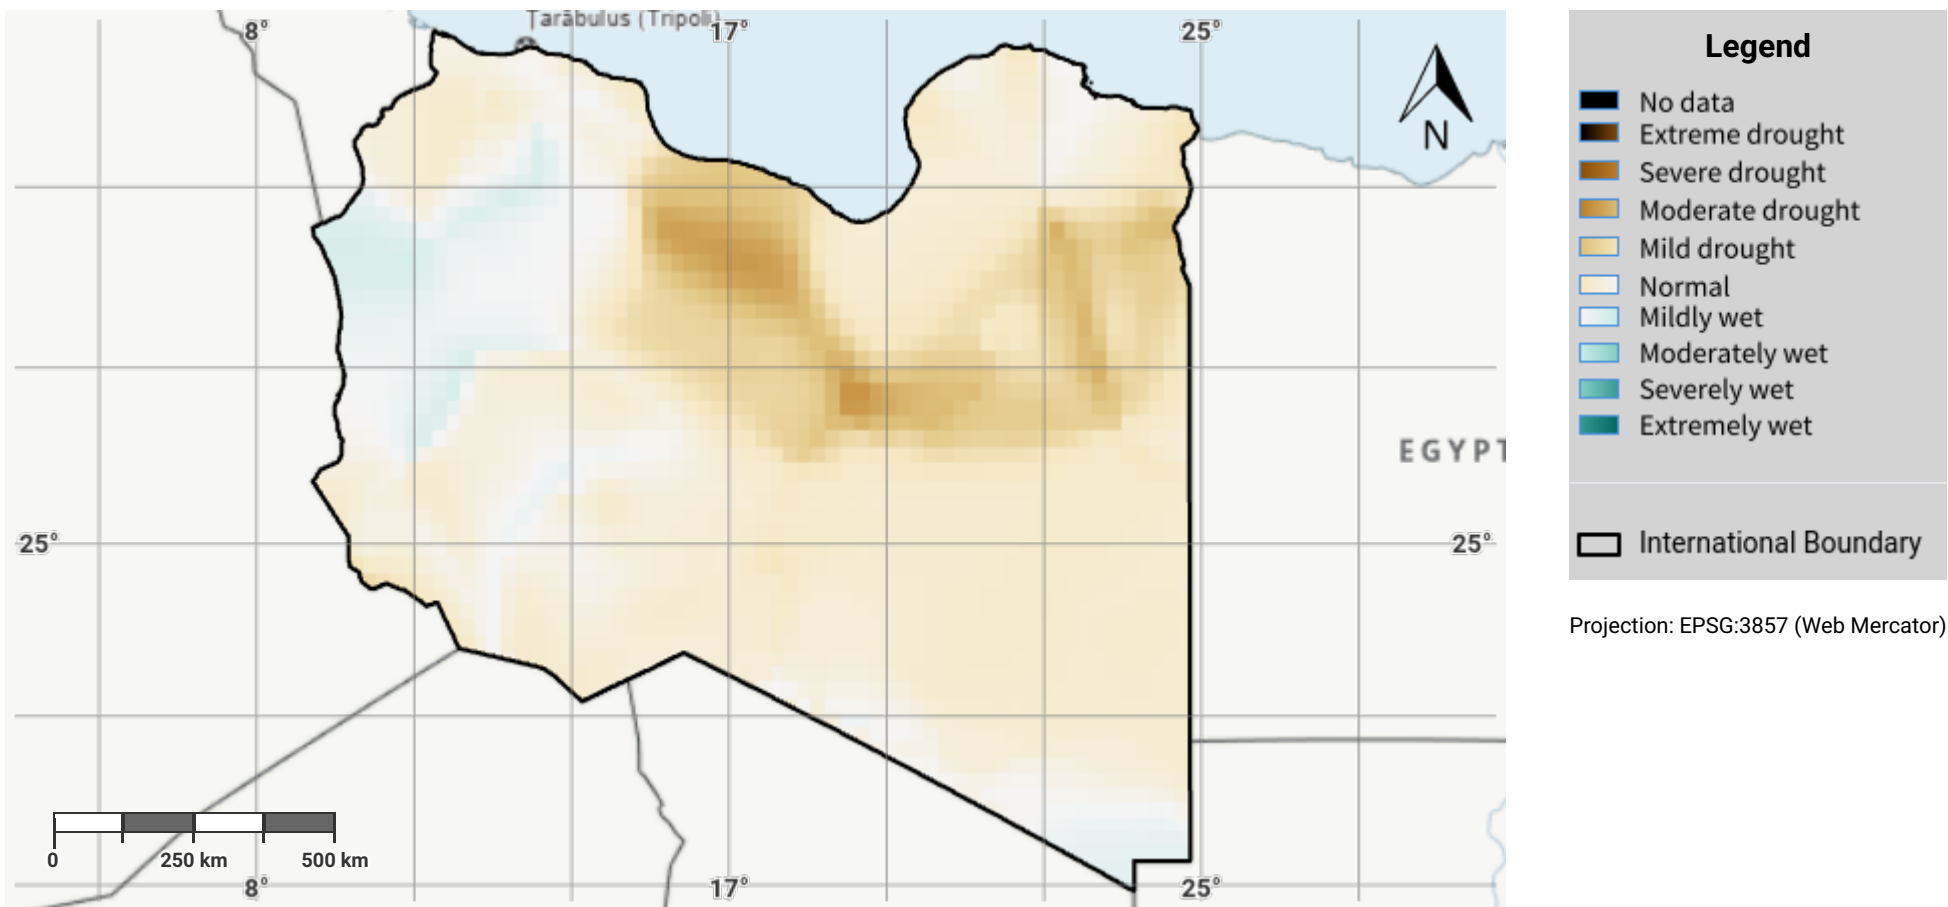 Ṭarābulus (Tripoli)
8°
17°
25°
N
EGYPT
25°
25°
0
250 km
500 km
8°
17°
25°
Legend
No data
Extreme drought
Severe drought
Moderate drought
Mild drought
Normal
Mildly wet
Moderately wet
Severely wet
Extremely wet
International Boundary
Projection: EPSG:3857 (Web Mercator)